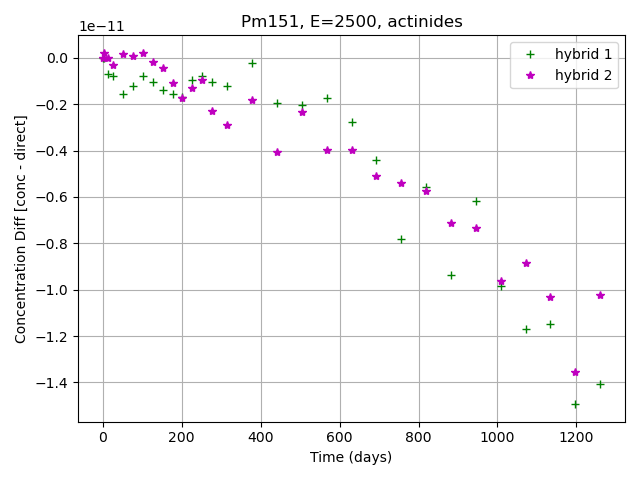 Pm151, E=2500, actinides
1e−11
hybrid 1
hybrid 2
0.0
−0.2
−0.4
−0.6
−0.8
−1.0
−1.2
−1.4
Concentration Diff [conc - direct]
0 200 400 600 800 1000 1200
Time (days)